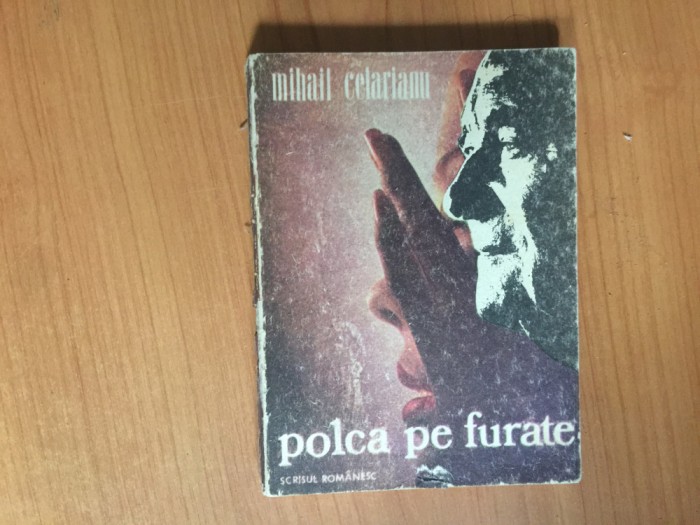 mihail celarianu
polca pe furate
SCRISUL ROMÂNESC